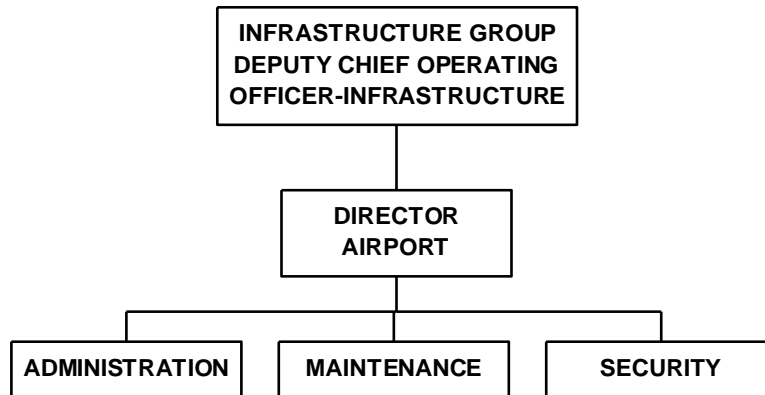 INFRASTRUCTURE GROUP
DEPUTY CHIEF OPERATING
OFFICER-INFRASTRUCTURE
DIRECTOR
AIRPORT
ADMINISTRATION
MAINTENANCE
SECURITY